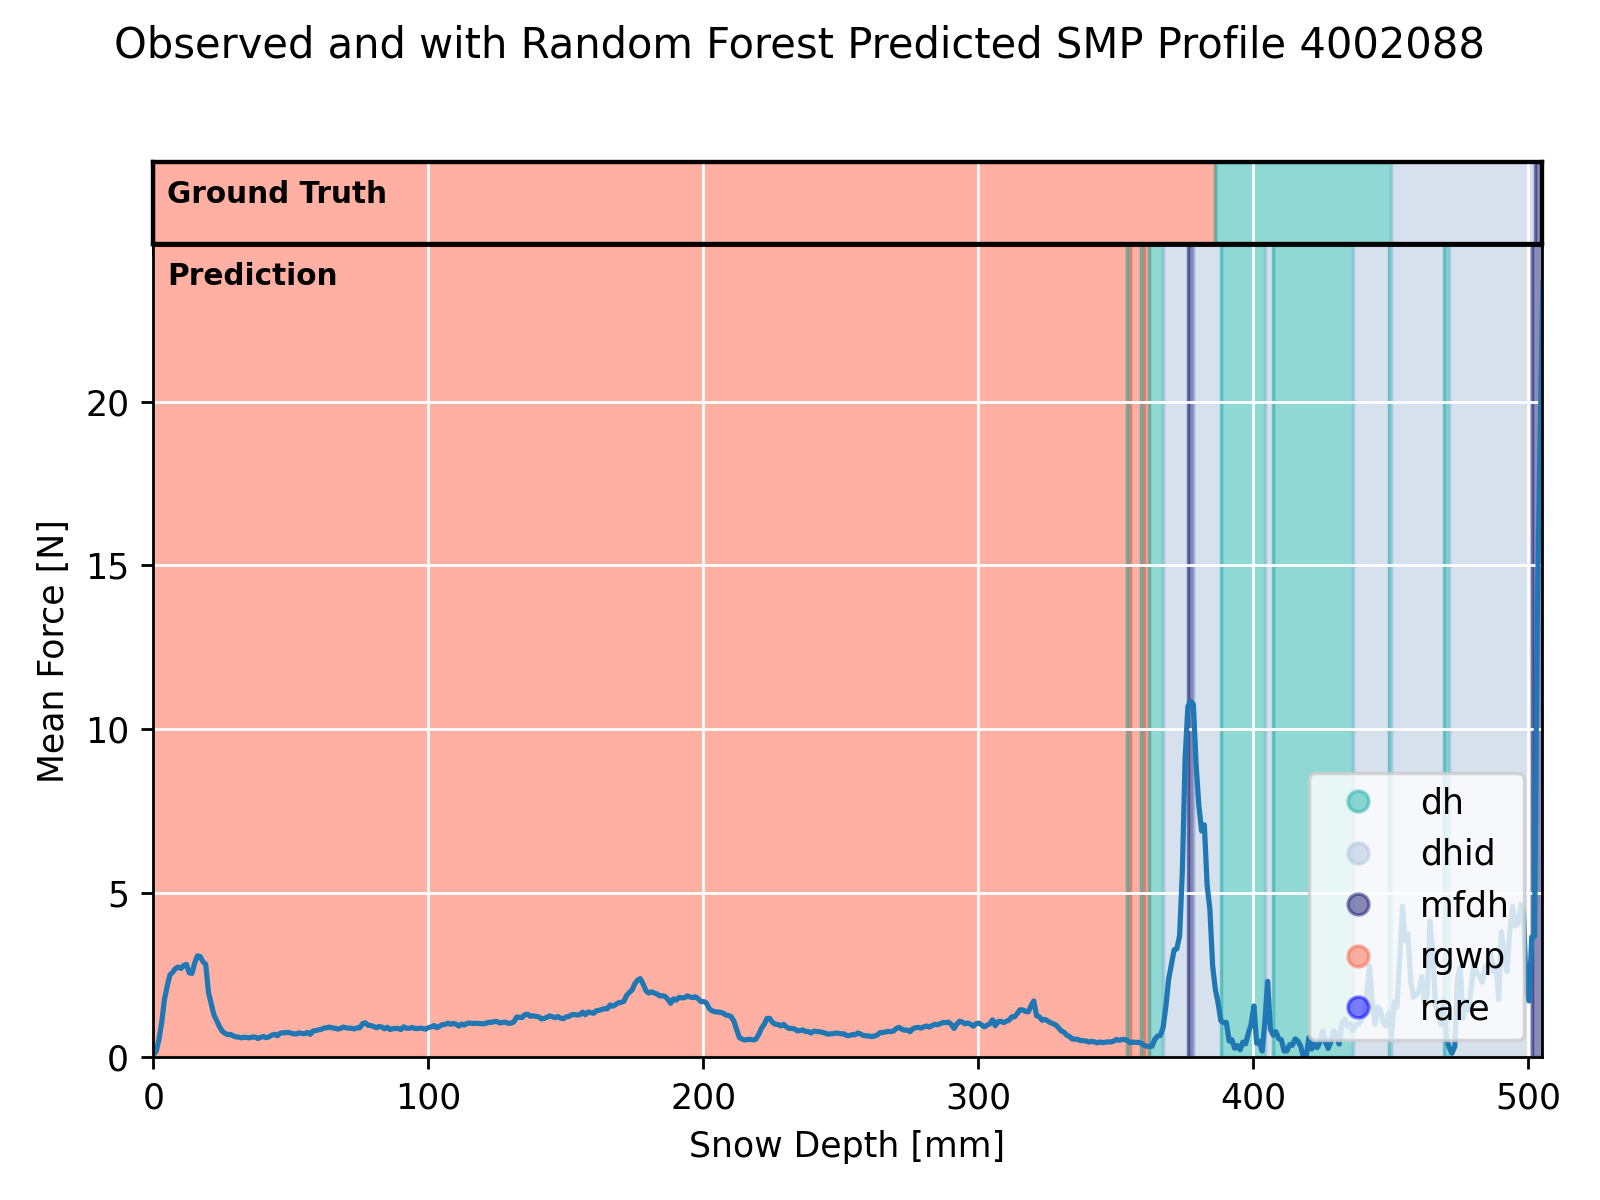 Observed and with Random Forest Predicted SMP Profile 4002088
Ground Truth
Prediction
20
15
10
5
0
Mean Force [N]
dh
dhid
mfdh
rgwp
rare
0 100 200 300 400 500
Snow Depth [mm]